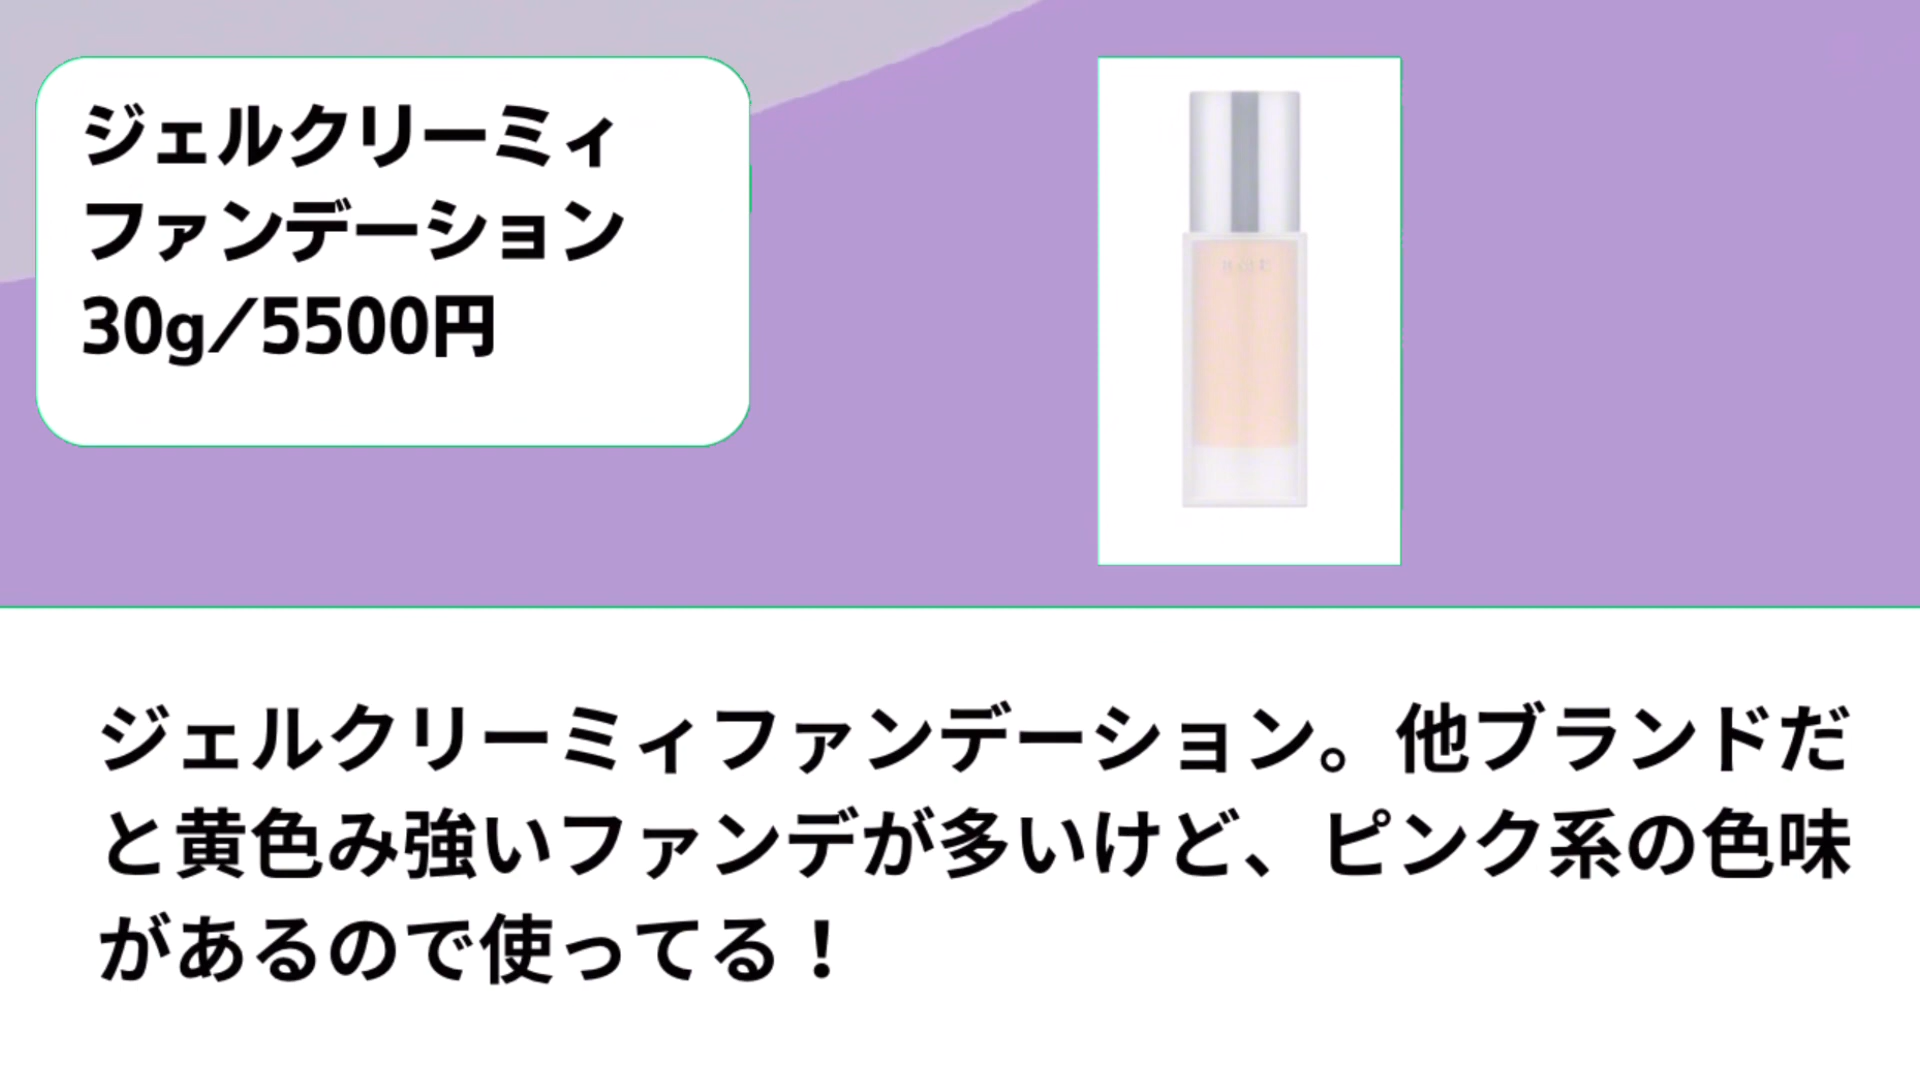 ジェルクリーミィ
ファンデーション
30g／5500円
ジェルクリーミィファンデーション。他ブランドだ
と黄色み強いファンデが多いけど、ピンク系の色味
があるので使ってる！